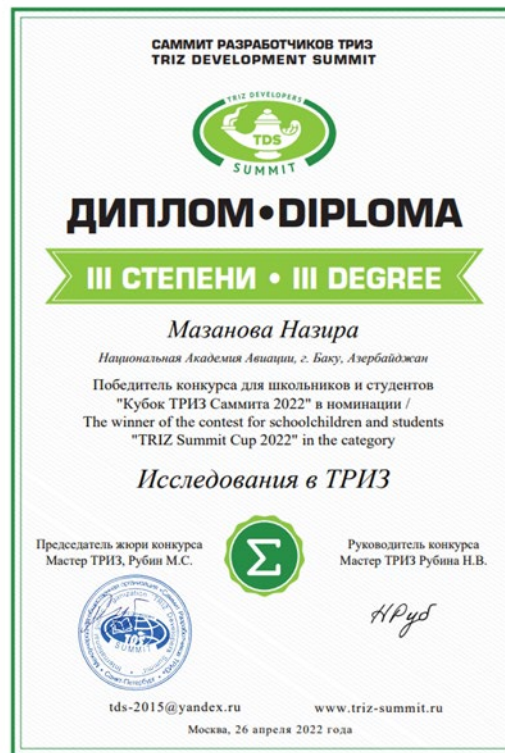 САММИТ РАЗРАБОТЧИКОВ ТРИЗ
TRIZ DEVELOPMENT SUMMIT
TRIZ DEVELOPERS
TDS
SUMMIT
ДИПЛОМ•DIPLOMA
III СТЕПЕНИ • III DEGREE
Мазанова Назира
Национальная Академия Авиации, г. Баку, Азербайджан
Победитель конкурса для школьников и студентов
"Кубок ТРИЗ Саммита 2022" в номинации /
The winner of the contest for schoolchildren and students
"TRIZ Summit Cup 2022" in the category
Исследования в ТРИЗ
Председатель жюри конкурса
Мастер ТРИЗ, Рубин М.С.
Руководитель конкурса
Мастер ТРИЗ Рубина Н.В.
Σ
TDS
SUMMIT
Санкт-Петербург
НРуб
tds-2015@yandex.ru
www.triz-summit.ru
Москва, 26 апреля 2022 года